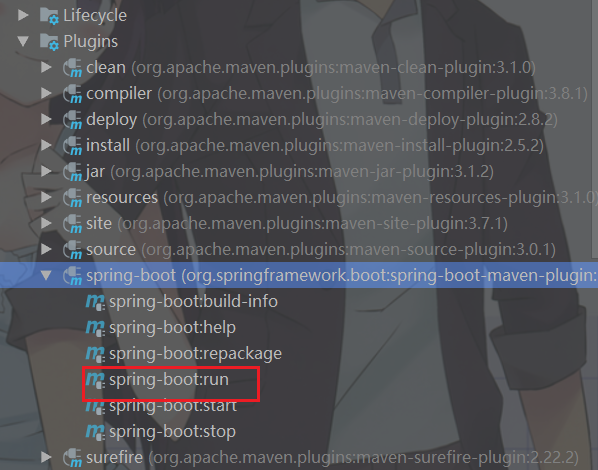 Lifecycle
Plugins
clean (org.apache.maven.plugins:maven-clean-plugin:3.1.0)
compiler (org.apache.maven.plugins:maven-compiler-plugin:3.8.1)
deploy (org.apache.maven.plugins:maven-deploy-plugin:2.8.2)
install (org.apache.maven.plugins:maven-install-plugin:2.5.2)
jar (org.apache.maven.plugins:maven-jar-plugin:3.1.2)
resources (org.apache.maven.plugins:maven-resources-plugin:3.1.0)
site (org.apache.maven.plugins:maven-site-plugin:3.7.1)
source (org.apache.maven.plugins:maven-source-plugin:3.0.1)
spring-boot (org.springframework.boot:spring-boot-maven-plugin:
spring-boot:build-info
spring-boot:help
spring-boot:repackage
spring-boot:run
spring-boot:start
spring-boot:stop
surefire (org.apache.maven.plugins:maven-surefire-plugin:2.22.2)